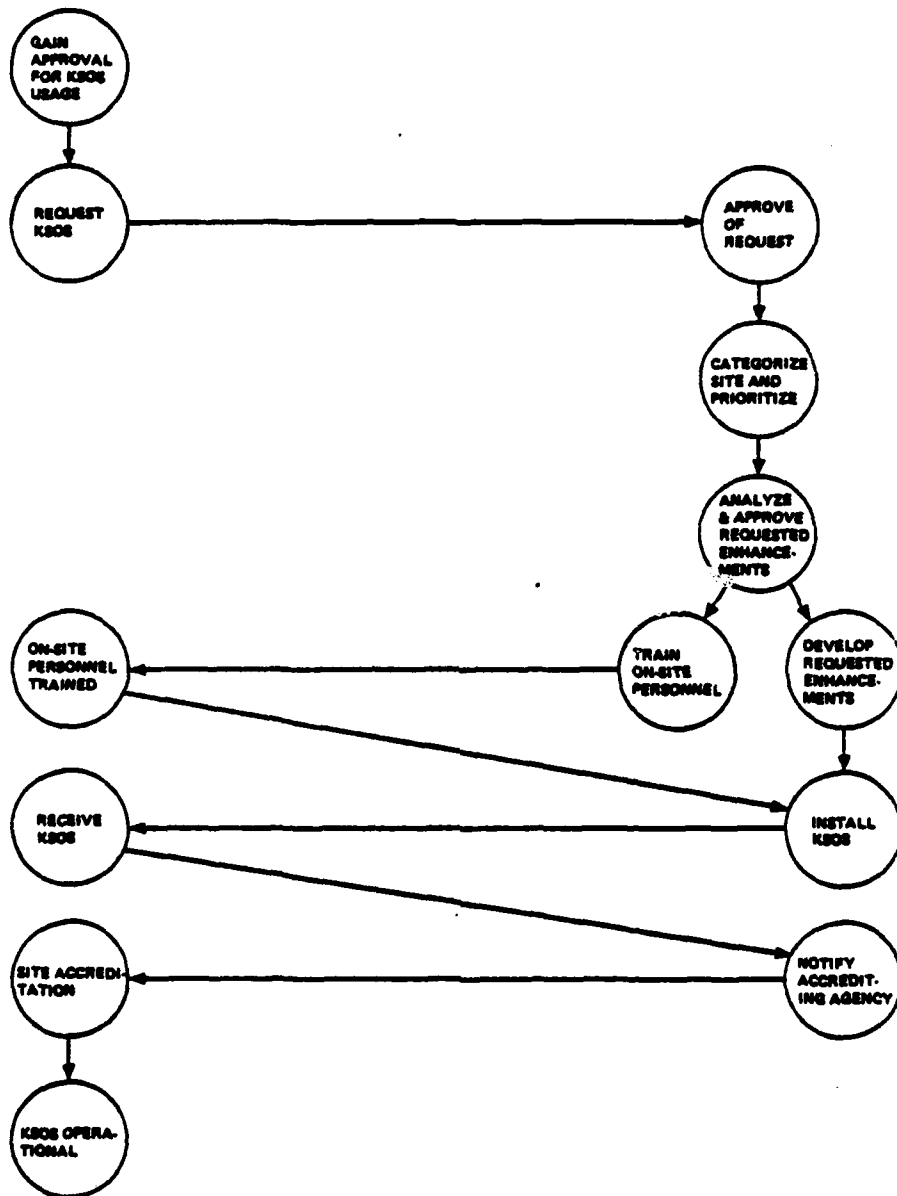 GAIN
APPROVAL
FOR KSOS
USAGE
REQUEST
KSOS
APPROVE
OF
REQUEST
CATEGORIZE
SITE AND
PRIORITIZE
ANALYZE
& APPROVE
REQUESTED
ENHANCE-
MENTS
ON-SITE
PERSONNEL
TRAINED
TRAIN
ON-SITE
PERSONNEL
DEVELOP
REQUESTED
ENHANCE-
MENTS
RECEIVE
KSOS
INSTALL
KSOS
SITE ACCREDI-
TATION
NOTIFY
ACCREDIT-
ING AGENCY
KSOS OPERA-
TIONAL